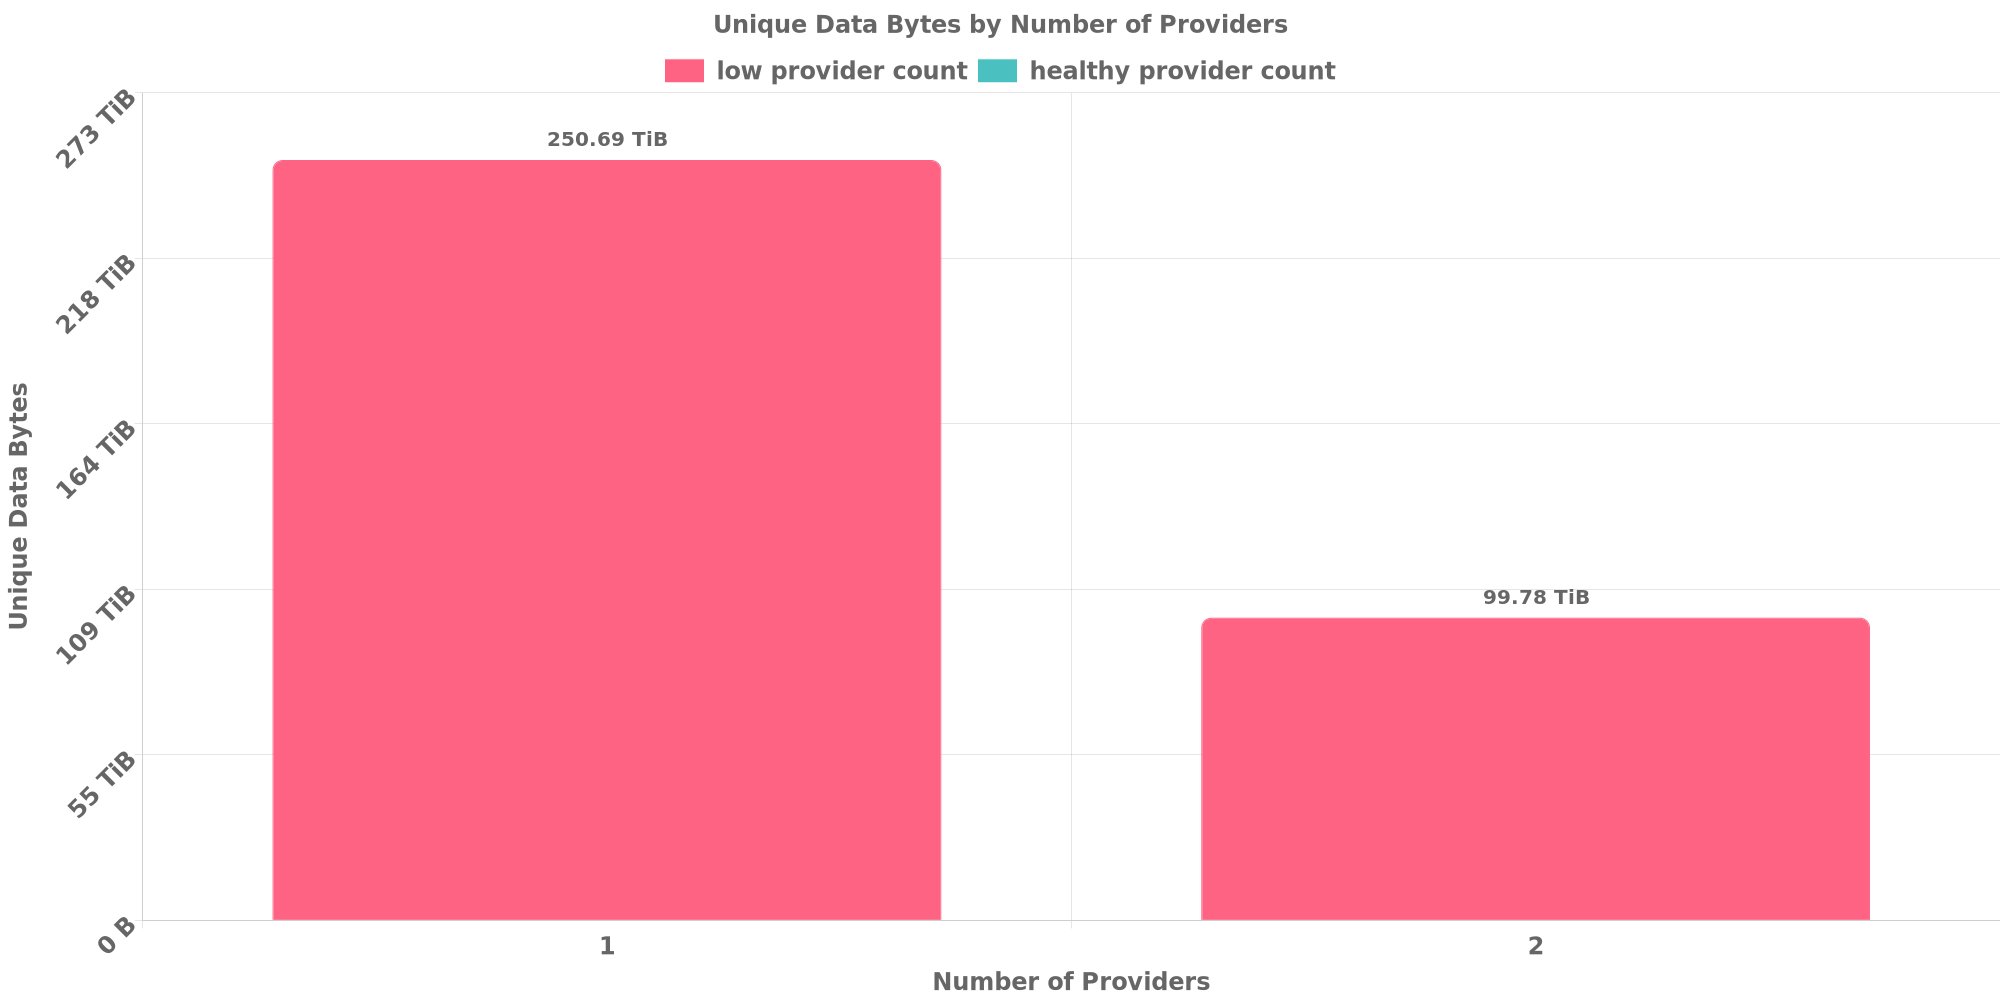 Unique Data Bytes by Number of Providers
low provider count healthy provider count
273 TiB
250.69 TiB
218 TiB
164 TiB
109 TiB
99.78 TiB
55 TiB
0 B
Unique Data Bytes
1 2
Number of Providers